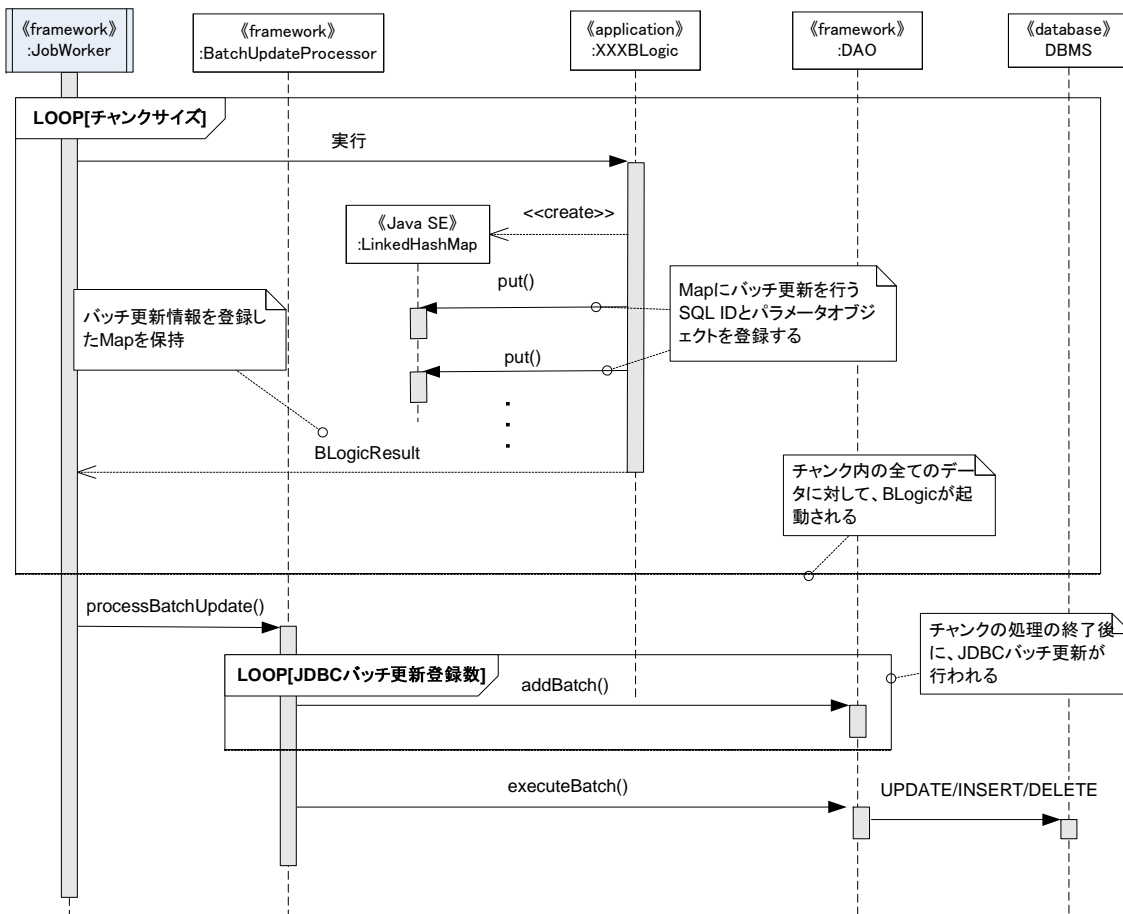 《framework》
:JobWorker
《framework》
:BatchUpdateProcessor
《application》
:XXXBLogic
《framework》
:DAO
《database》
DBMS
LOOP[チャンクサイズ]
実行
<<create>>
《Java SE》
:LinkedHashMap
put()
Mapにバッチ更新を行う
SQL IDとパラメータオブジ
ェクトを登録する
バッチ更新情報を登録し
たMapを保持
put()
BLogicResult
チャンク内の全てのデー
タに対して、BLogicが起
動される
processBatchUpdate()
チャンクの処理の終了後
に、JDBCバッチ更新が
行われる
LOOP[JDBCバッチ更新登録数]
addBatch()
executeBatch()
UPDATE/INSERT/DELETE